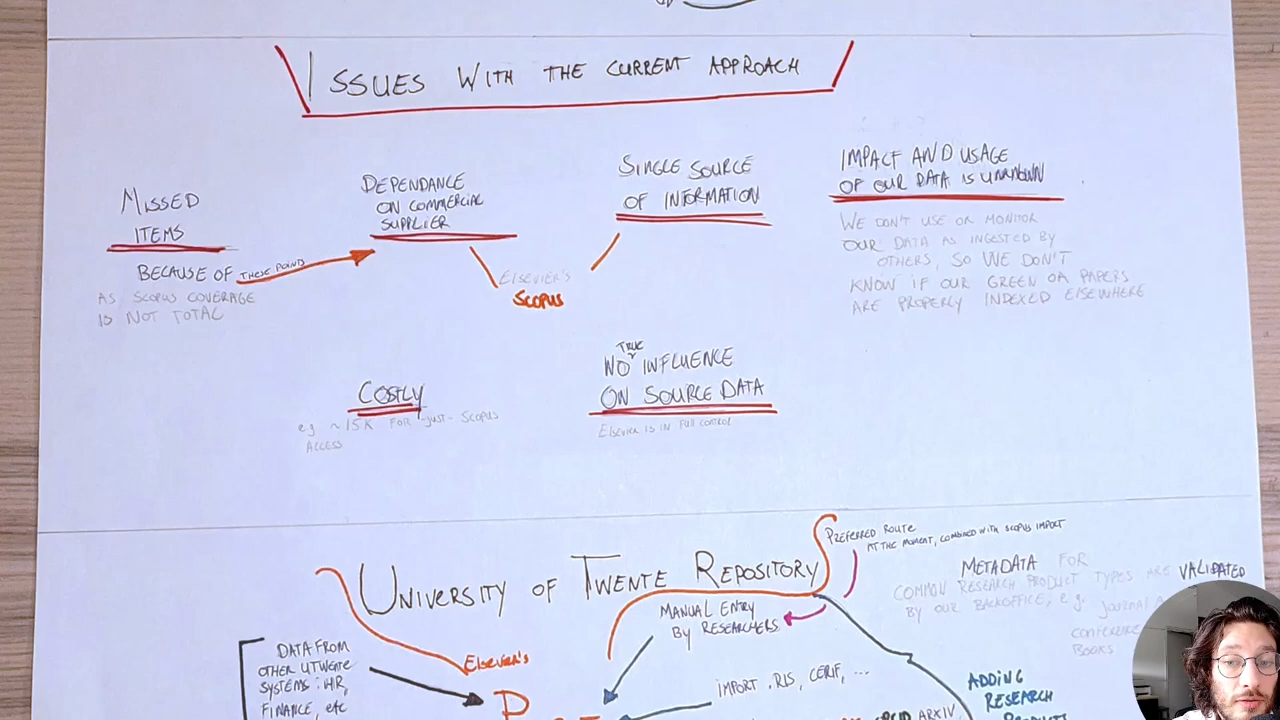 ISSUES WITH THE CURRENT APPROACH
MISSED
ITEMS
BECAUSE OF THESE POINTS
AS SCOPUS COVERAGE
IS NOT TOTAL
DEPENDANCE
ON COMMERCIAL
SUPPLIER
ELSEVIER'S
SCOPUS
SINGLE SOURCE
OF INFORMATION
IMPACT AND USAGE
OF OUR DATA IS UNKNOWN
WE DON'T USE OR MONITOR
OUR DATA AS INGESTED BY
OTHERS, SO WE DON'T
KNOW IF OUR GREEN OA PAPERS
ARE PROPERLY INDEXED ELSEWHERE
COSTLY
e.g. ~15K FOR -JUST- SCOPUS
ACCESS
TRUE
NO INFLUENCE
ON SOURCE DATA
ELSEVIER IS IN FULL CONTROL
UNIVERSITY OF TWENTE REPOSITORY
PREFERRED ROUTE
AT THE MOMENT, COMBINED WITH SCOPUS IMPORT
METADATA FOR
COMMON RESEARCH PRODUCT TYPES ARE VALIDATED
BY OUR BACKOFFICE, e.g. JOURNAL
CONFERENCE
BOOKS
MANUAL ENTRY
BY RESEARCHERS
DATA FROM
OTHER UTWENTE
SYSTEMS: HR,
FINANCE, etc
ELSEVIER'S
P
IMPORT .RIS, CERIF, ...
ARXIV
ADDING
RESEARCH